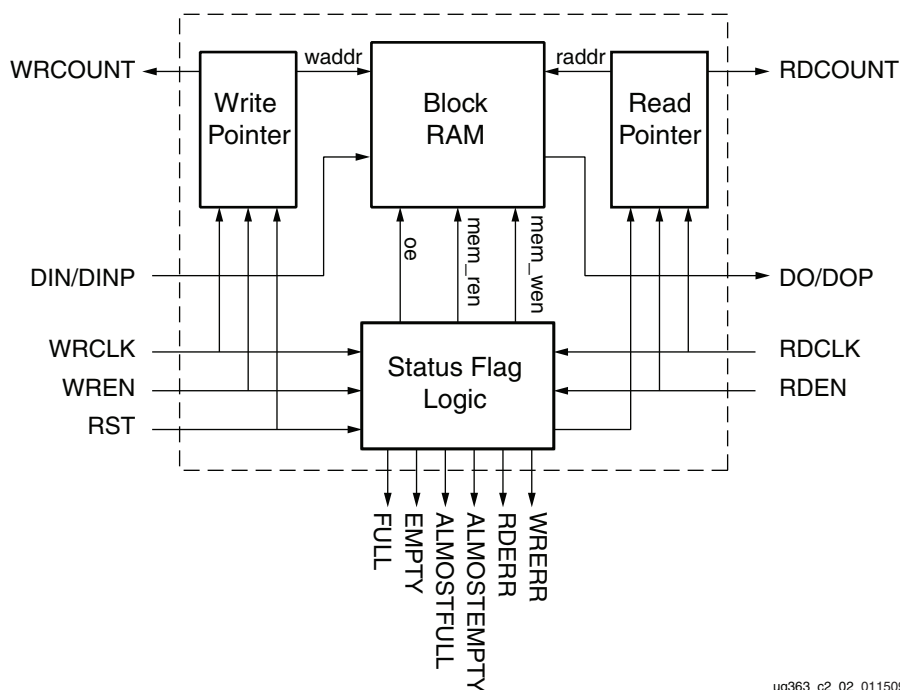 WRCOUNT
waddr
raddr
RDCOUNT
Write
Pointer
Block
RAM
Read
Pointer
oe
mem_ren
mem_wen
DIN/DINP
DO/DOP
WRCLK
WREN
RST
Status Flag
Logic
RDCLK
RDEN
FULL
EMPTY
ALMOSTFULL
ALMOSTEMPTY
RDERR
WRERR
ug363_c2_02_011509